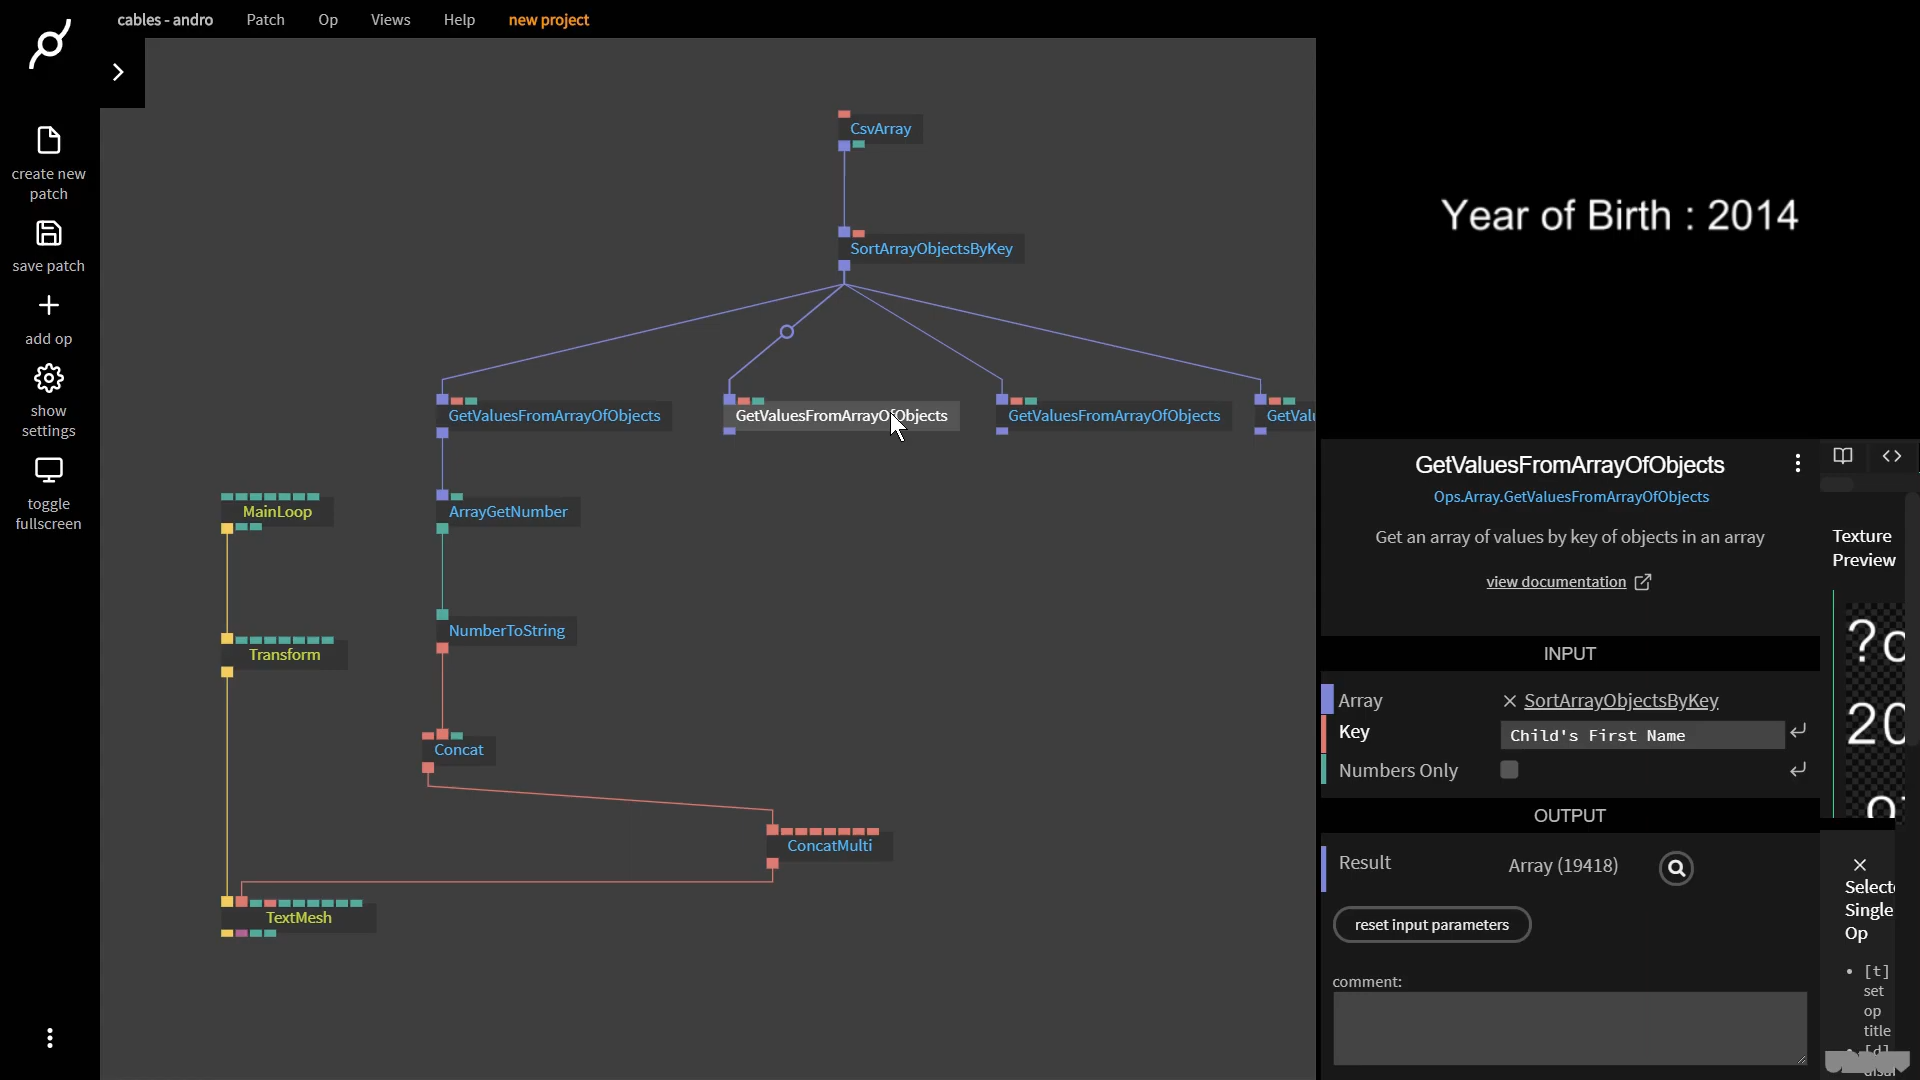 cables - andro Patch Op Views Help new project
create new
patch
save patch
add op
show
settings
toggle
fullscreen
CsvArray
SortArrayObjectsByKey
GetValuesFromArrayOfObjects
GetValuesFromArrayOfObjects
GetValuesFromArrayOfObjects
GetValu
ArrayGetNumber
MainLoop
NumberToString
Transform
Concat
ConcatMulti
TextMesh
Year of Birth : 2014
GetValuesFromArrayOfObjects
Ops.Array.GetValuesFromArrayOfObjects
Get an array of values by key of objects in an array
view documentation
INPUT
Array SortArrayObjectsByKey
Key Child's First Name
Numbers Only
OUTPUT
Result Array (19418)
reset input parameters
comment:
Texture
Preview
?c
20
Selecte
Single
Op
[t]
set
op
title
[d]